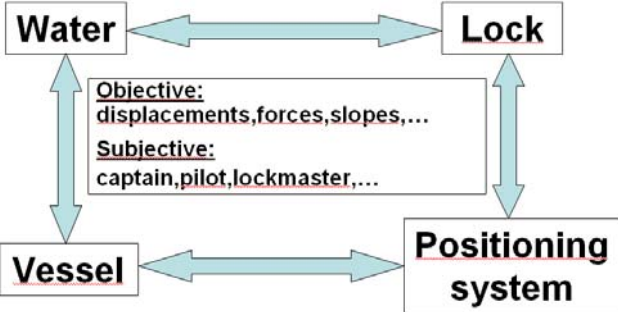 Water
Lock
Objective:
displacements,forces,slopes,...
Subjective:
captain,pilot,lockmaster,...
Vessel
Positioning
system